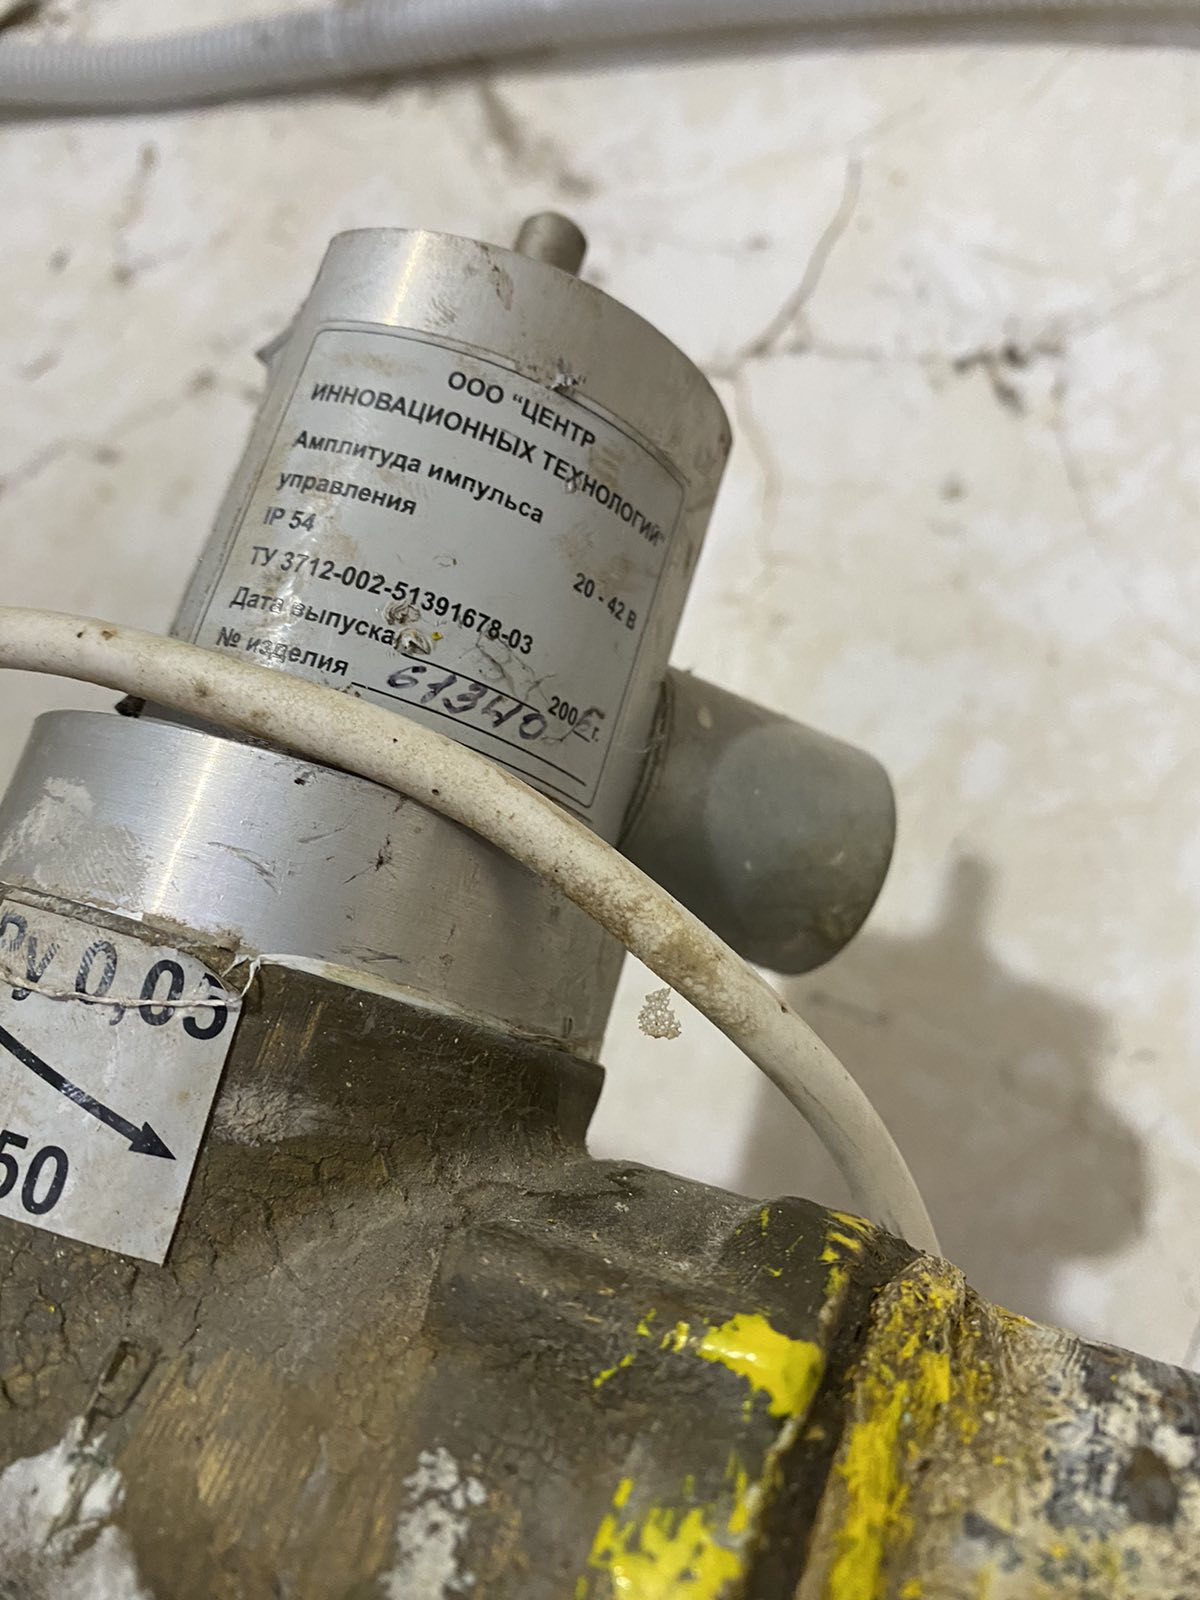 ООО “ЦЕНТР
ИННОВАЦИОННЫХ ТЕХНОЛОГИЙ”
Амплитуда импульса
управления 20 - 42 В
IP 54
ТУ 3712-002-51391678-03
Дата выпуска 200 г.
№ изделия 61340
Ру 0,03
50